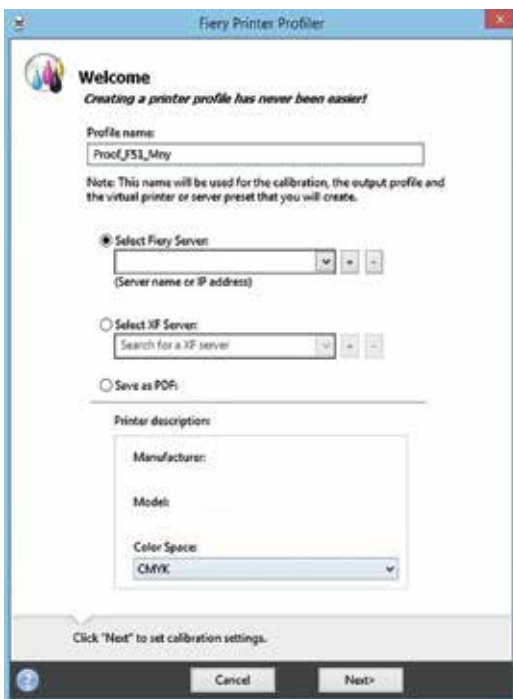 Fiery Printer Profiler
Welcome
Creating a printer profile has never been easier!
Profile name:
Proof_F51_Mny
Note: This name will be used for the calibration, the output profile and
the virtual printer or server preset that you will create.
Select Fiery Server:
+ -
(Server name or IP address)
Select XF Server:
Search for a XF server + -
Save as PDF:
Printer description:
Manufacturer:
Model:
Color Space:
CMYK
Click "Next" to set calibration settings.
? Cancel Next>